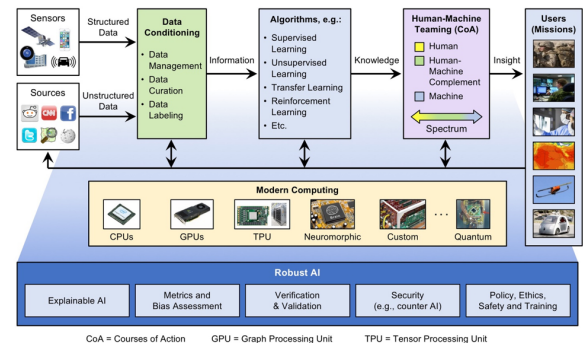 Sensors
Structured
Data
Sources
CNN
Unstructured
Data
Data
Conditioning
• Data
Management
• Data
Curation
• Data
Labeling
Information
Algorithms, e.g.:
• Supervised
Learning
• Unsupervised
Learning
• Transfer Learning
• Reinforcement
Learning
• Etc.
Knowledge
Human-Machine
Teaming (CoA)
Human
Human-
Machine
Complement
Machine
Spectrum
Insight
Users
(Missions)
Modern Computing
CPUs
GPUs
TPU
Neuromorphic
Custom
. . .
Quantum
Robust AI
Explainable AI
Metrics and
Bias Assessment
Verification
& Validation
Security
(e.g., counter AI)
Policy, Ethics,
Safety and Training
CoA = Courses of Action GPU = Graph Processing Unit TPU = Tensor Processing Unit